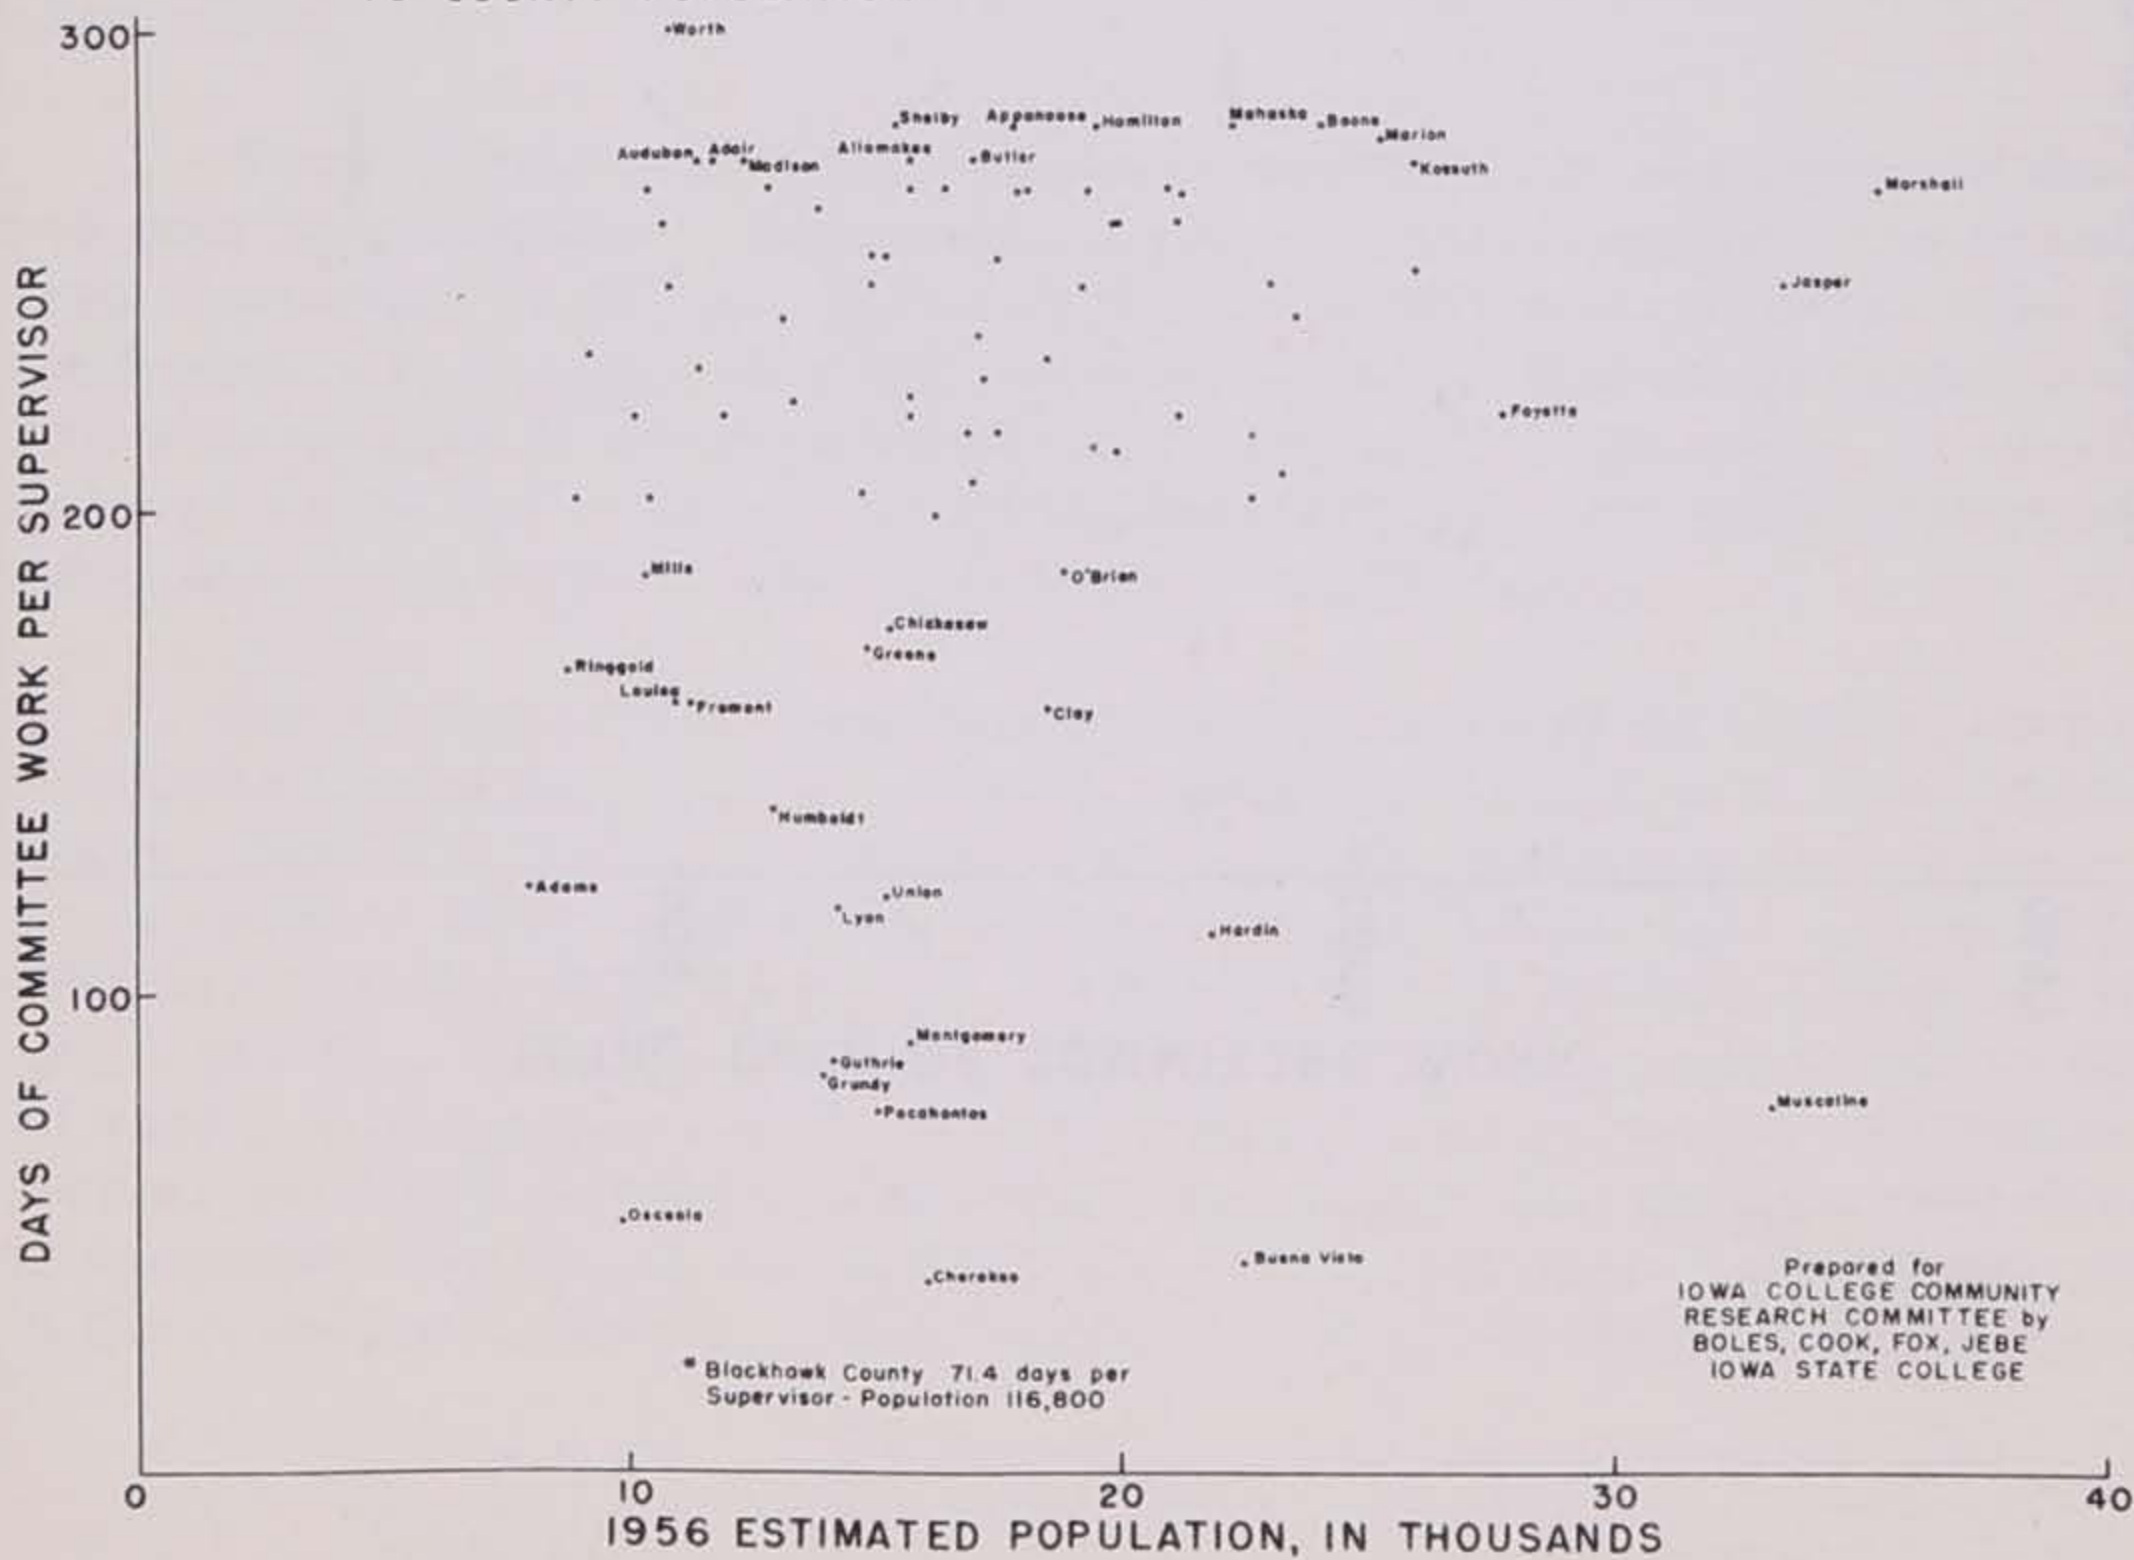 300
200
100
DAYS OF COMMITTEE WORK PER SUPERVISOR
Worth
Shelby
Appanoose
Hamilton
Mahaska
Boone
Marion
Audubon
Adair
Madison
Allamakee
Butler
Kossuth
Marshall
Jasper
Fayette
Mills
O'Brien
Chickasaw
Greene
Ringgold
Louisa
Fremont
Clay
Humboldt
Adams
Union
Lyon
Hardin
Montgomery
Guthrie
Grundy
Pocahontas
Muscatine
Osceola
Buena Vista
Cherokee
* Blackhawk County 71.4 days per
Supervisor - Population 116,800
Prepared for
IOWA COLLEGE COMMUNITY
RESEARCH COMMITTEE by
BOLES, COOK, FOX, JEBE
IOWA STATE COLLEGE
0 10 20 30 40
1956 ESTIMATED POPULATION, IN THOUSANDS